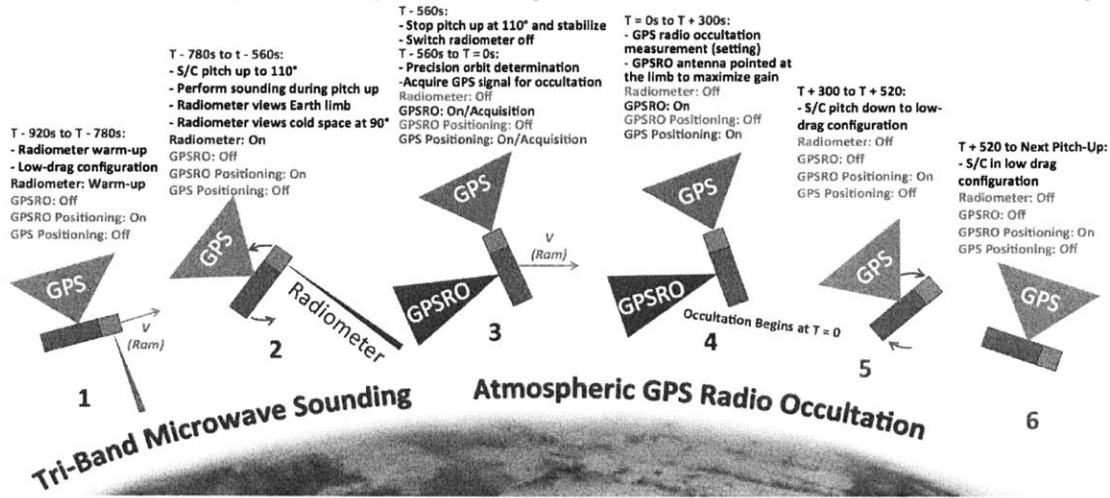 T - 920s to T - 780s:
- Radiometer warm-up
- Low-drag configuration
Radiometer: Warm-up
GPSRO: Off
GPSRO Positioning: On
GPS Positioning: Off
GPS
V
(Ram)
1
T - 780s to t - 560s:
- S/C pitch up to 110°
- Perform sounding during pitch up
- Radiometer views Earth limb
- Radiometer views cold space at 90°
Radiometer: On
GPSRO: Off
GPSRO Positioning: On
GPS Positioning: Off
GPS
Radiometer
2
T - 560s:
- Stop pitch up at 110° and stabilize
- Switch radiometer off
T - 560s to T = 0s:
- Precision orbit determination
-Acquire GPS signal for occultation
Radiometer: Off
GPSRO: On/Acquisition
GPSRO Positioning: Off
GPS Positioning: On/Acquisition
GPS
V
(Ram)
GPSRO
3
T = 0s to T + 300s:
- GPS radio occultation
measurement (setting)
- GPSRO antenna pointed at
the limb to maximize gain
Radiometer: Off
GPSRO: On
GPSRO Positioning: Off
GPS Positioning: On
GPS
GPSRO
Occultation Begins at T = 0
4
T + 300 to T + 520:
- S/C pitch down to low-
drag configuration
Radiometer: Off
GPSRO: Off
GPSRO Positioning: On
GPS Positioning: Off
GPS
5
T + 520 to Next Pitch-Up:
- S/C in low drag
configuration
Radiometer: Off
GPSRO: Off
GPSRO Positioning: On
GPS Positioning: Off
GPS
6
Tri-Band Microwave Sounding
Atmospheric GPS Radio Occultation